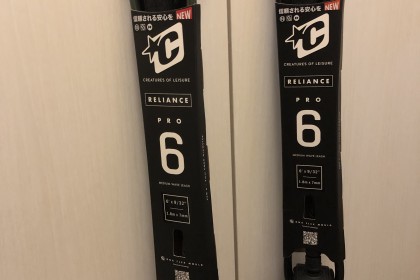 信頼される安心を
NEW
CREATURES OF LEISURE
RELIANCE
PRO
6
6' x 9/32"
1.8m x 7mm
信頼される安心を
NEW
CREATURES OF LEISURE
RELIANCE
PRO
6
6' x 9/32"
1.8m x 7mm